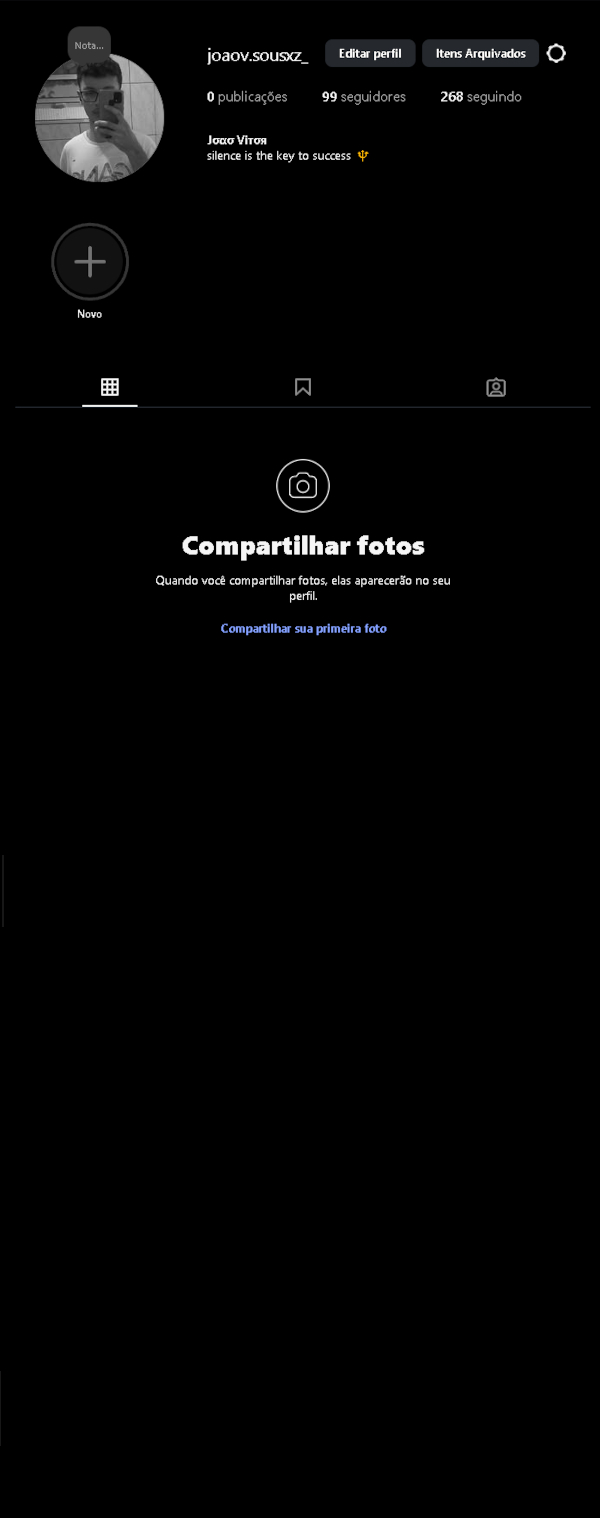 Nota...
joaov.sousxz_
Editar perfil
Itens Arquivados
0 publicações 99 seguidores 268 seguindo
Jσασ Viтσя
silence is the key to success 🔱
Novo
Compartilhar fotos
Quando você compartilhar fotos, elas aparecerão no seu
perfil.
Compartilhar sua primeira foto